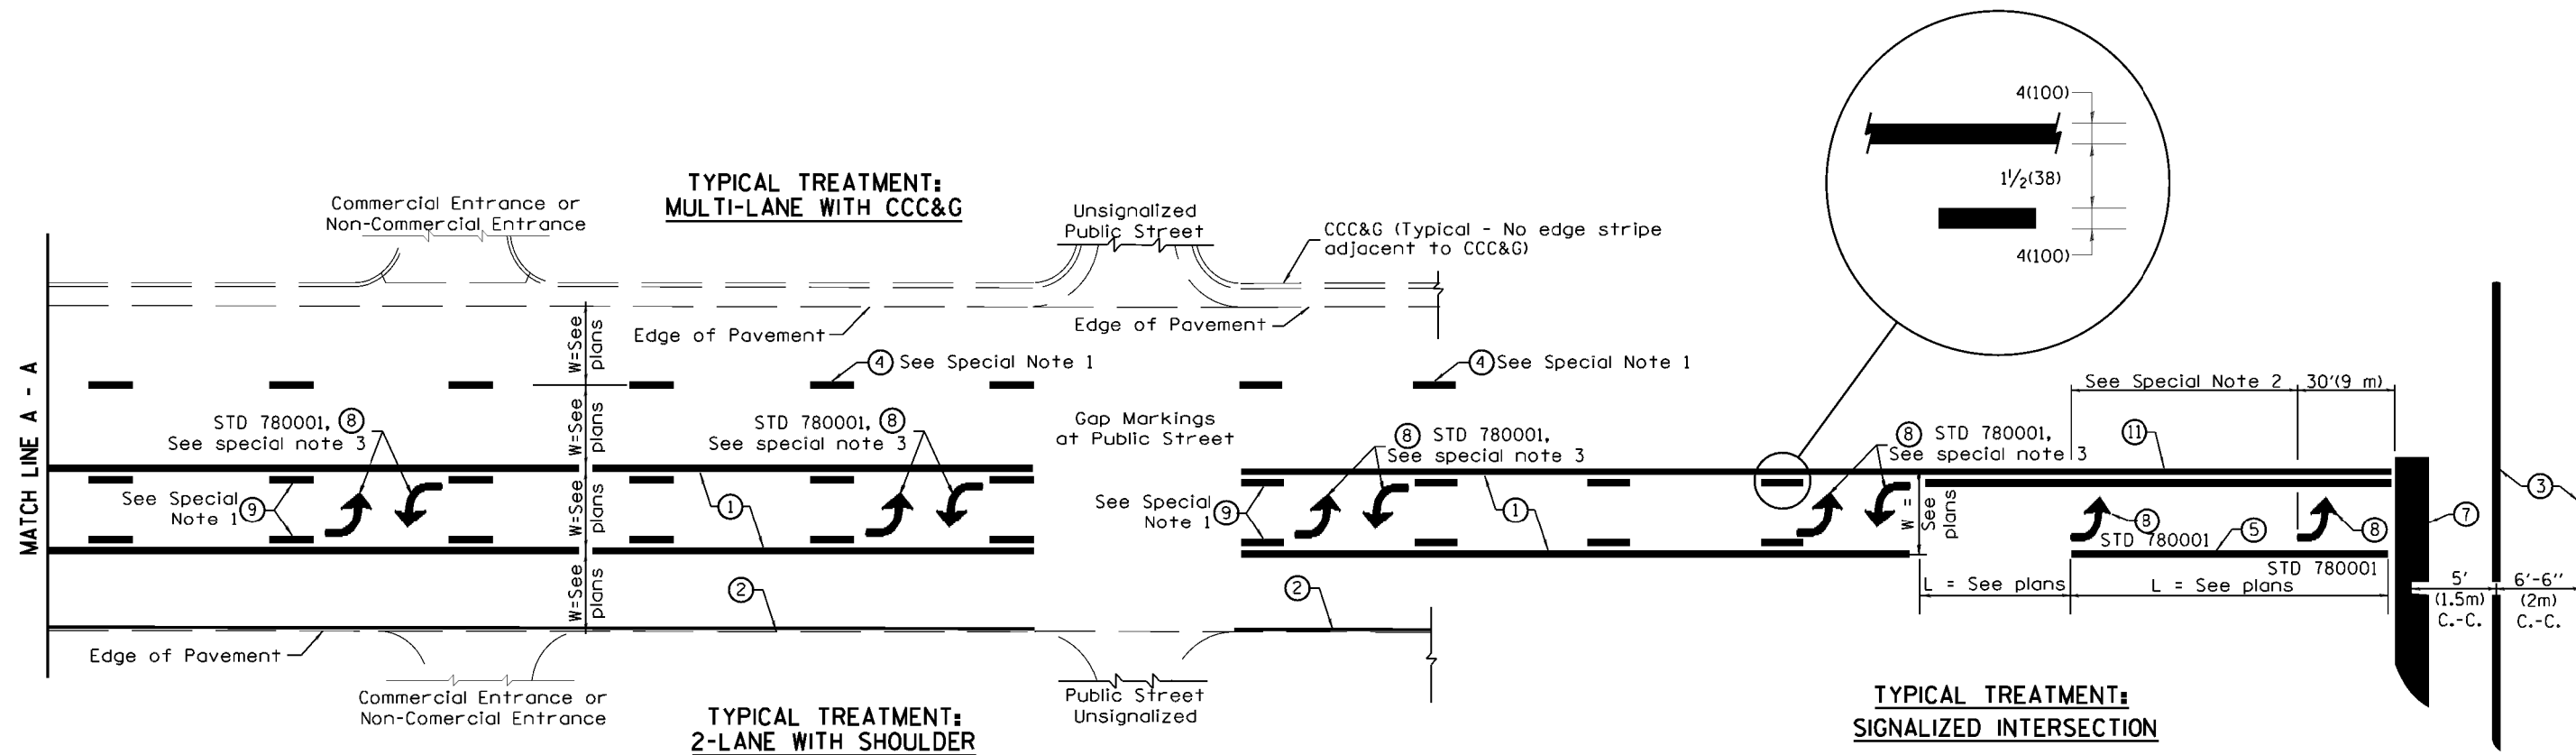 4(100)
1½(38)
4(100)
TYPICAL TREATMENT:
MULTI-LANE WITH CCC&G
Commercial Entrance or
Non-Commercial Entrance
Unsignalized
Public Street
CCC&G (Typical - No edge stripe
adjacent to CCC&G)
Edge of Pavement
Edge of Pavement
MATCH LINE A - A
W=See
plans
4 See Special Note 1
4 See Special Note 1
See Special Note 2
30'(9 m)
STD 780001, 8
See special note 3
W=See
plans
STD 780001, 8
See special note 3
Gap Markings
at Public Street
8 STD 780001,
See special note 3
8 STD 780001,
See special note 3
11
See Special
Note 1
9
W=See
plans
1
See Special
Note 1
9
1
W =
See
plans
8
STD 780001
5
8
7
3
STD 780001
2
W=See
plans
2
L = See plans
L = See plans
5'
(1.5m)
C.-C.
6'-6''
(2m)
C.-C.
Edge of Pavement
Commercial Entrance or
Non-Comercial Entrance
Public Street
Unsignalized
TYPICAL TREATMENT:
2-LANE WITH SHOULDER
TYPICAL TREATMENT:
SIGNALIZED INTERSECTION